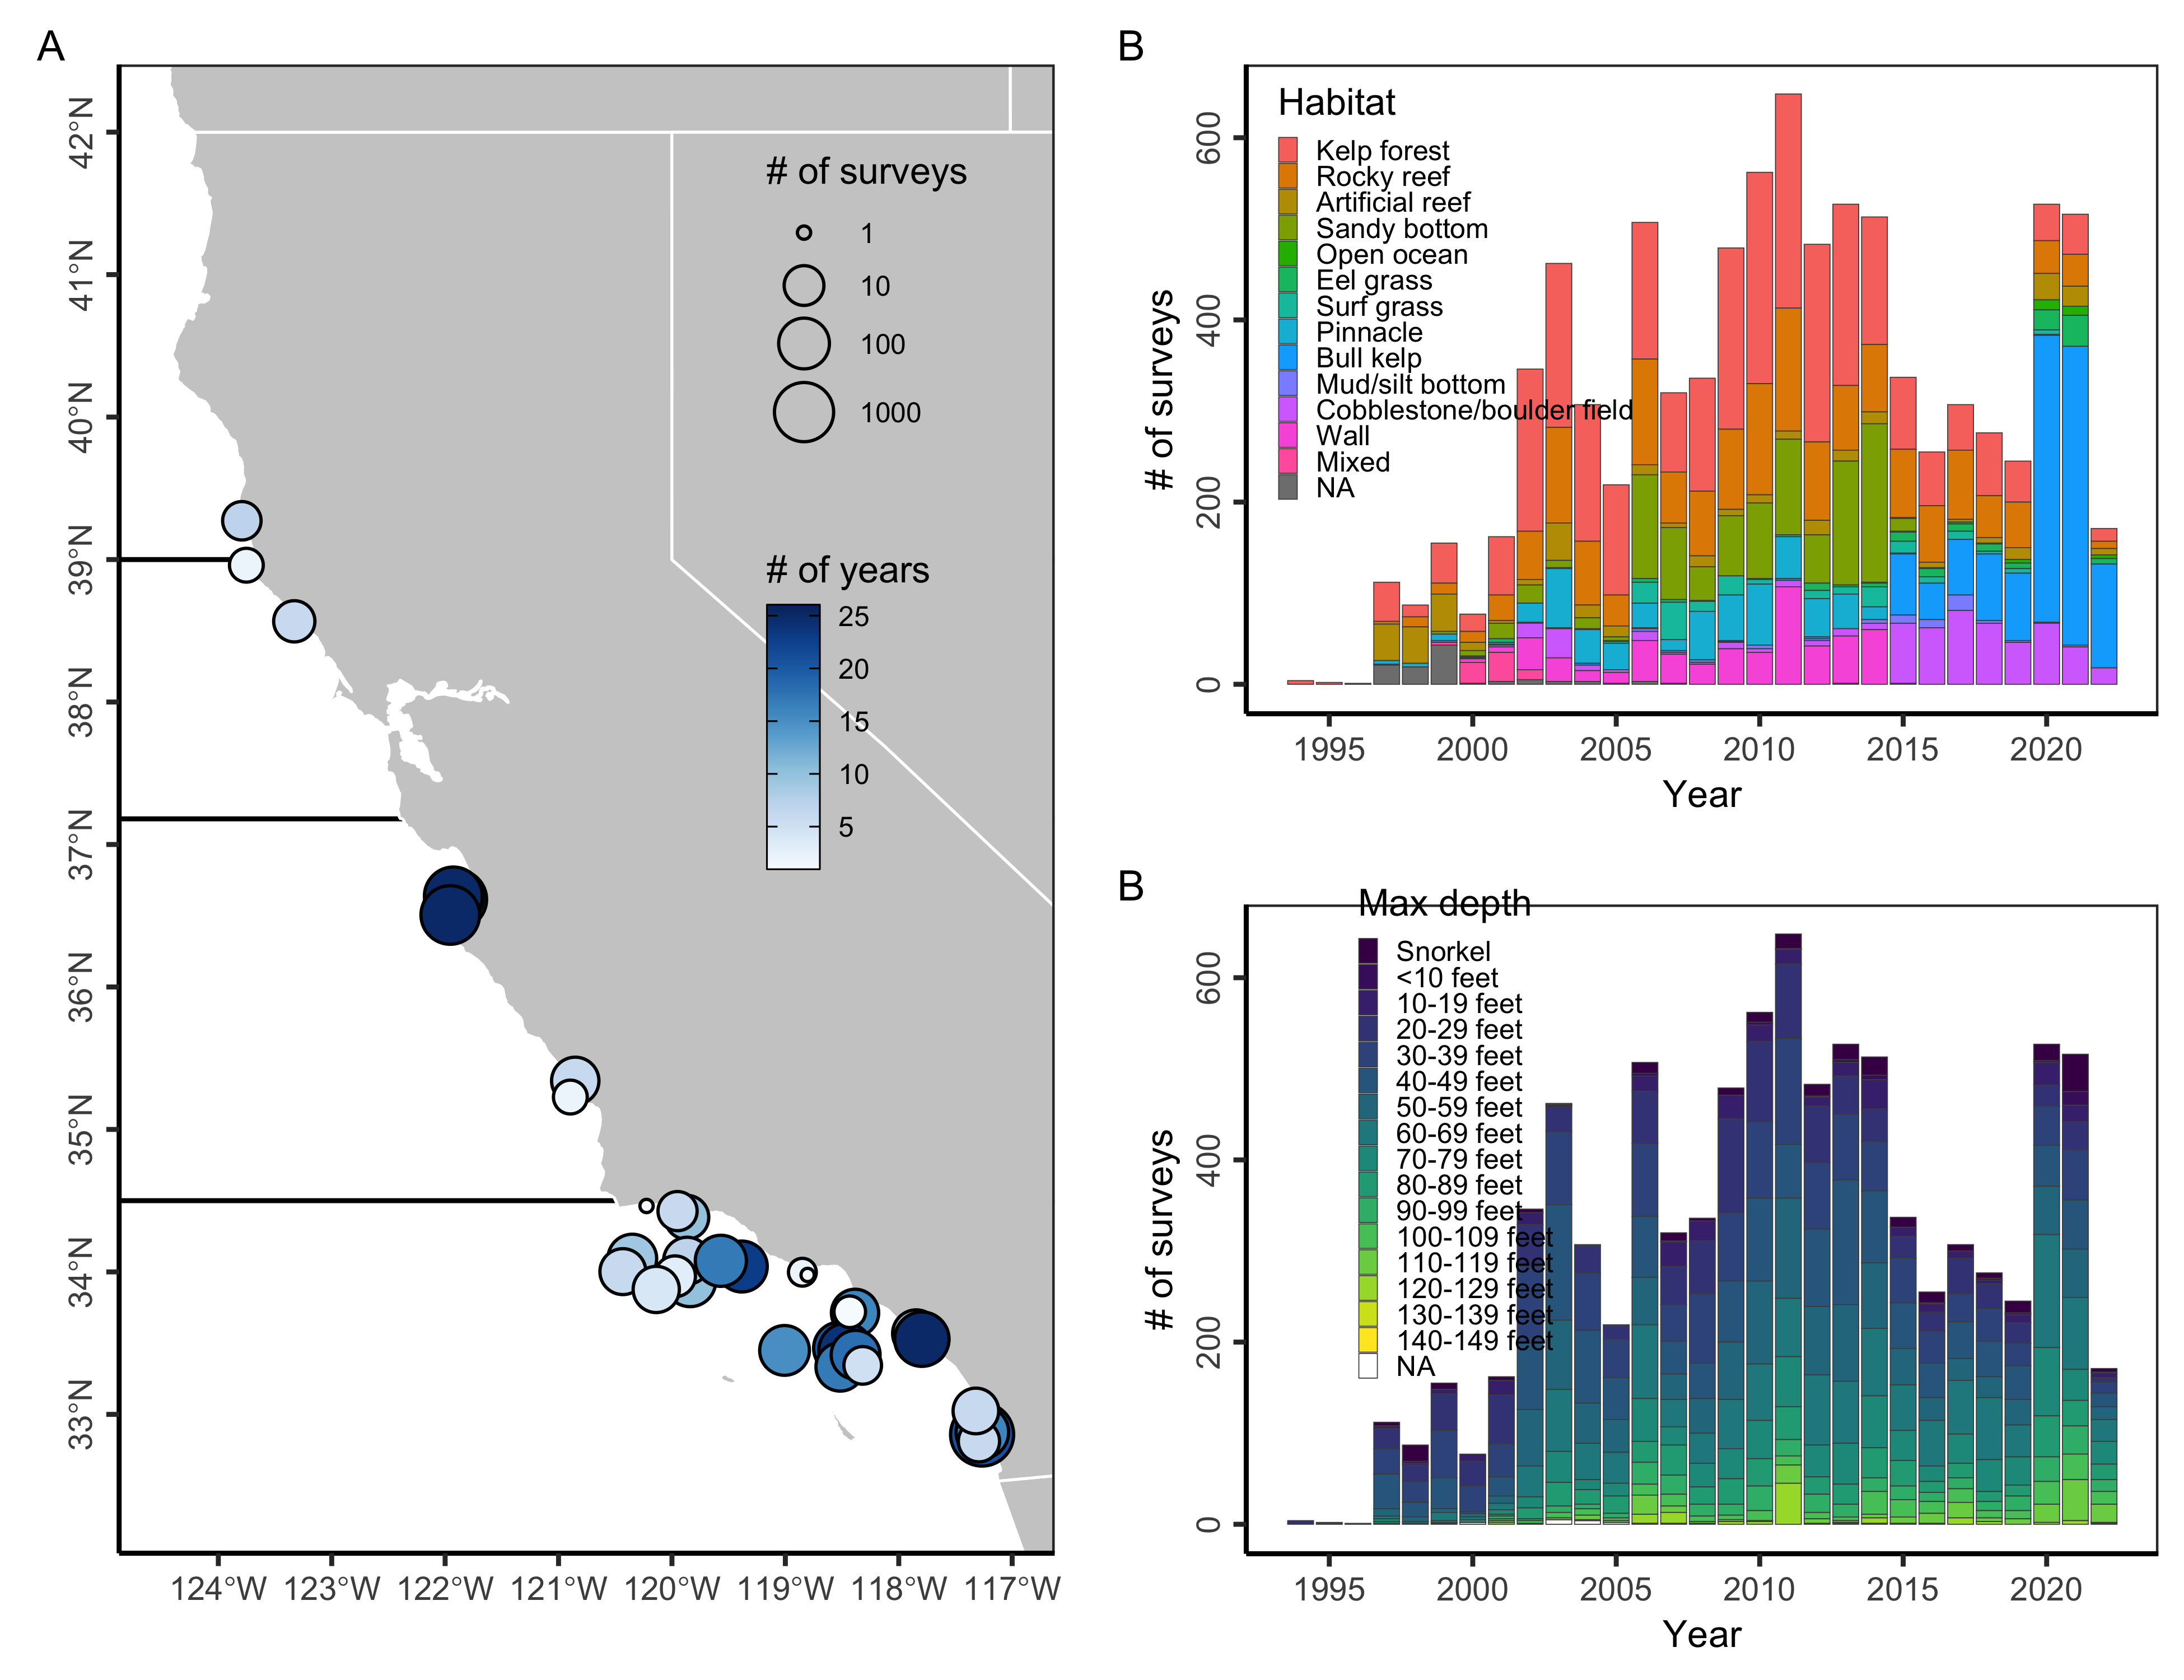 A
42°N
41°N
40°N
39°N
38°N
37°N
36°N
35°N
34°N
33°N
124°W 123°W 122°W 121°W 120°W 119°W 118°W 117°W
# of surveys
1
10
100
1000
# of years
25
20
15
10
5
B
Habitat
Kelp forest
Rocky reef
Artificial reef
Sandy bottom
Open ocean
Eel grass
Surf grass
Pinnacle
Bull kelp
Mud/silt bottom
Cobblestone/boulder field
Wall
Mixed
NA
# of surveys
600
400
200
0
1995 2000 2005 2010 2015 2020
Year
B
Max depth
Snorkel
<10 feet
10-19 feet
20-29 feet
30-39 feet
40-49 feet
50-59 feet
60-69 feet
70-79 feet
80-89 feet
90-99 feet
100-109 feet
110-119 feet
120-129 feet
130-139 feet
140-149 feet
NA
# of surveys
600
400
200
0
1995 2000 2005 2010 2015 2020
Year